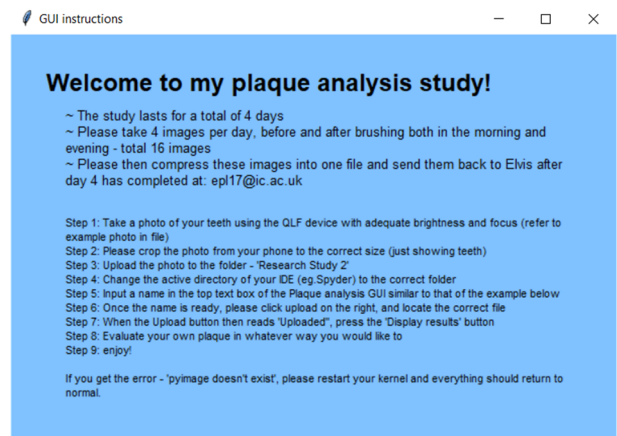 GUI instructions
Welcome to my plaque analysis study!
~ The study lasts for a total of 4 days
~ Please take 4 images per day, before and after brushing both in the morning and
evening - total 16 images
~ Please then compress these images into one file and send them back to Elvis after
day 4 has completed at: epl17@ic.ac.uk
Step 1: Take a photo of your teeth using the QLF device with adequate brightness and focus (refer to
example photo in file)
Step 2: Please crop the photo from your phone to the correct size (just showing teeth)
Step 3: Upload the photo to the folder - 'Research Study 2'
Step 4: Change the active directory of your IDE (eg.Spyder) to the correct folder
Step 5: Input a name in the top text box of the Plaque analysis GUI similar to that of the example below
Step 6: Once the name is ready, please click upload on the right, and locate the correct file
Step 7: When the Upload button then reads 'Uploaded", press the 'Display results' button
Step 8: Evaluate your own plaque in whatever way you would like to
Step 9: enjoy!
If you get the error - 'pyimage doesn't exist', please restart your kernel and everything should return to
normal.